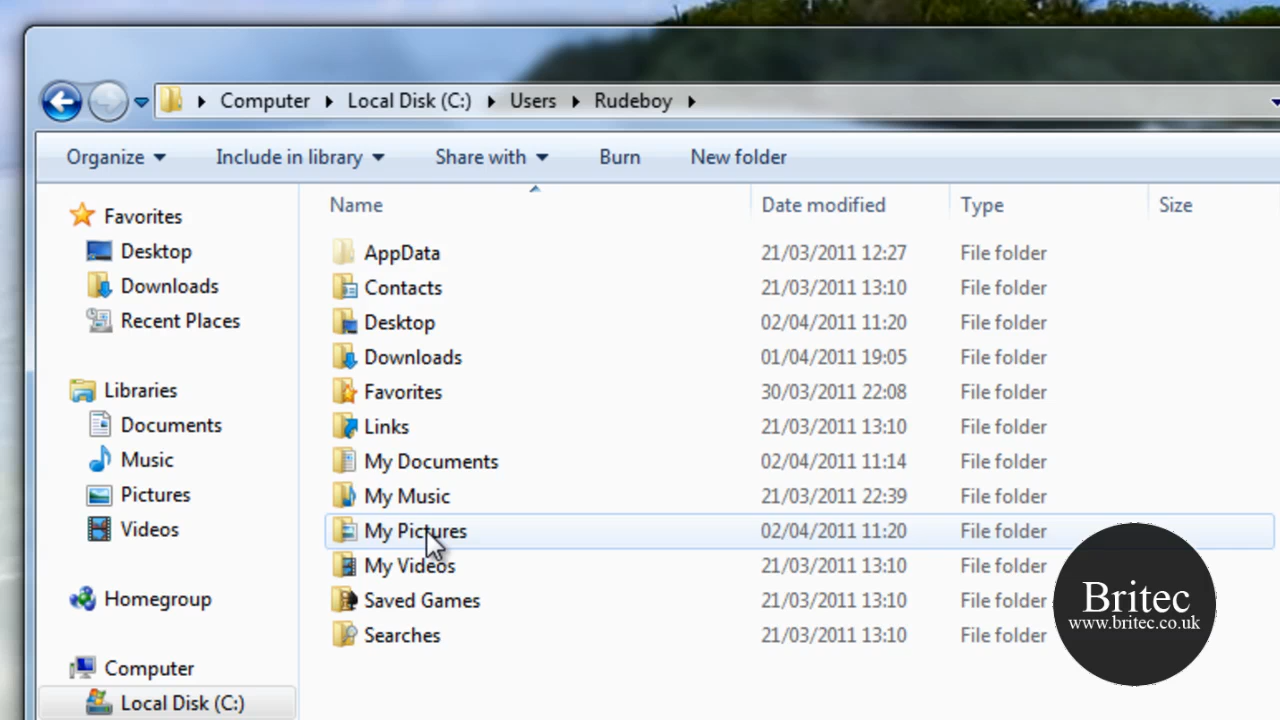 Computer Local Disk (C:) Users Rudeboy
Organize Include in library Share with Burn New folder
Name Date modified Type Size
Favorites
Desktop
Downloads
Recent Places
Libraries
Documents
Music
Pictures
Videos
Homegroup
Computer
Local Disk (C:)
AppData 21/03/2011 12:27 File folder
Contacts 21/03/2011 13:10 File folder
Desktop 02/04/2011 11:20 File folder
Downloads 01/04/2011 19:05 File folder
Favorites 30/03/2011 22:08 File folder
Links 21/03/2011 13:10 File folder
My Documents 02/04/2011 11:14 File folder
My Music 21/03/2011 22:39 File folder
My Pictures 02/04/2011 11:20 File folder
My Videos 21/03/2011 13:10 File folder
Saved Games 21/03/2011 13:10 File folder
Searches 21/03/2011 13:10 File folder
Britec
www.britec.co.uk